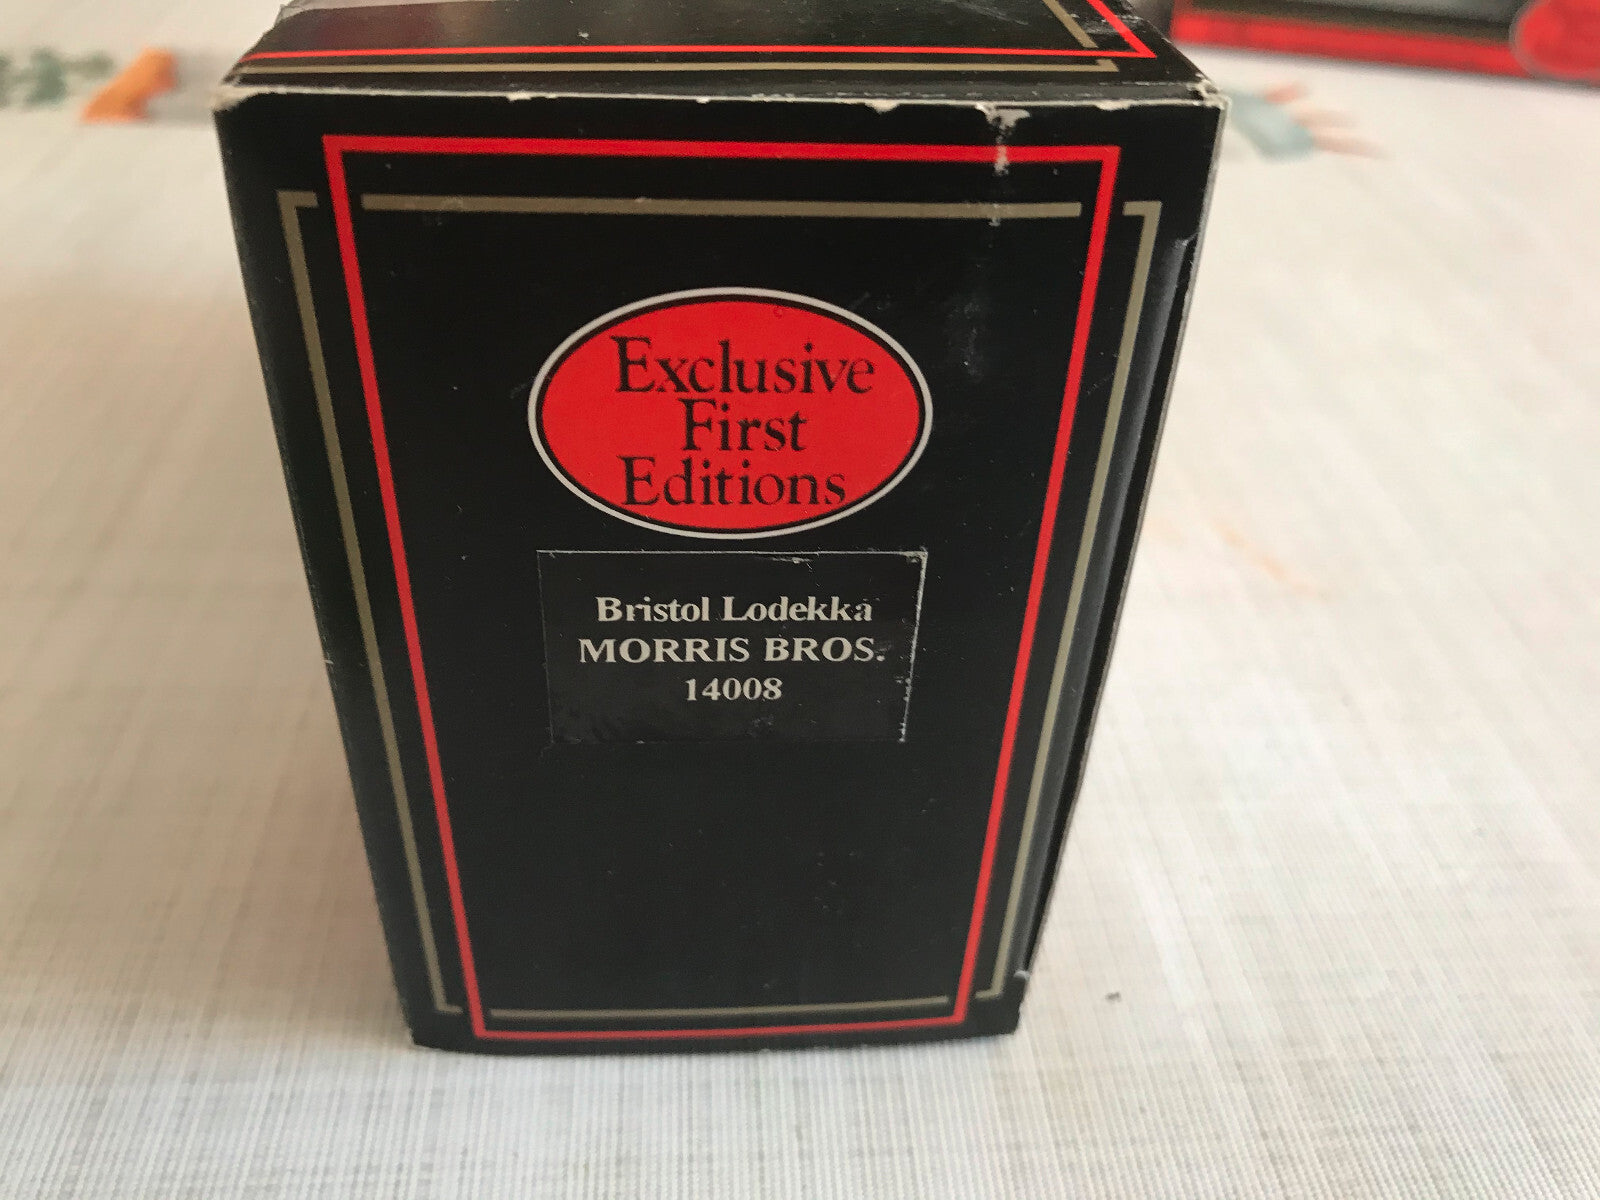 Exclusive
First
Editions
Bristol Lodekka
MORRIS BROS.
14008